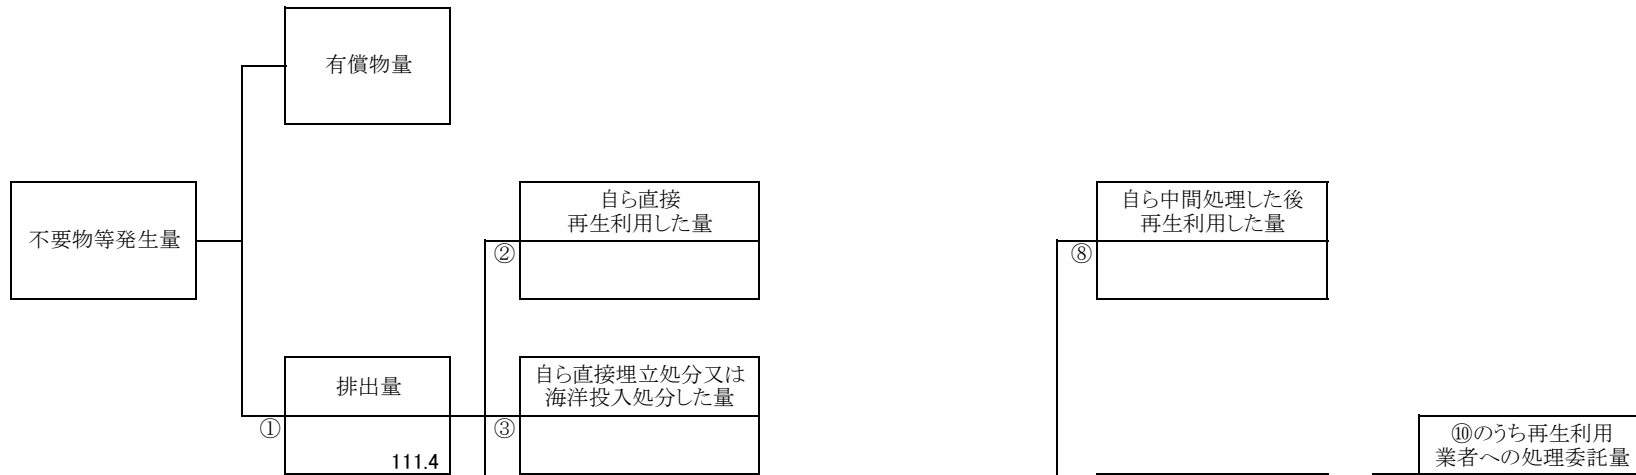 有償物量
不要物等発生量
自ら直接
再生利用した量
②
自ら中間処理した後
再生利用した量
⑧
排出量
①
111.4
自ら直接埋立処分又は
海洋投入処分した量
③
⑩のうち再生利用
業者への処理委託量